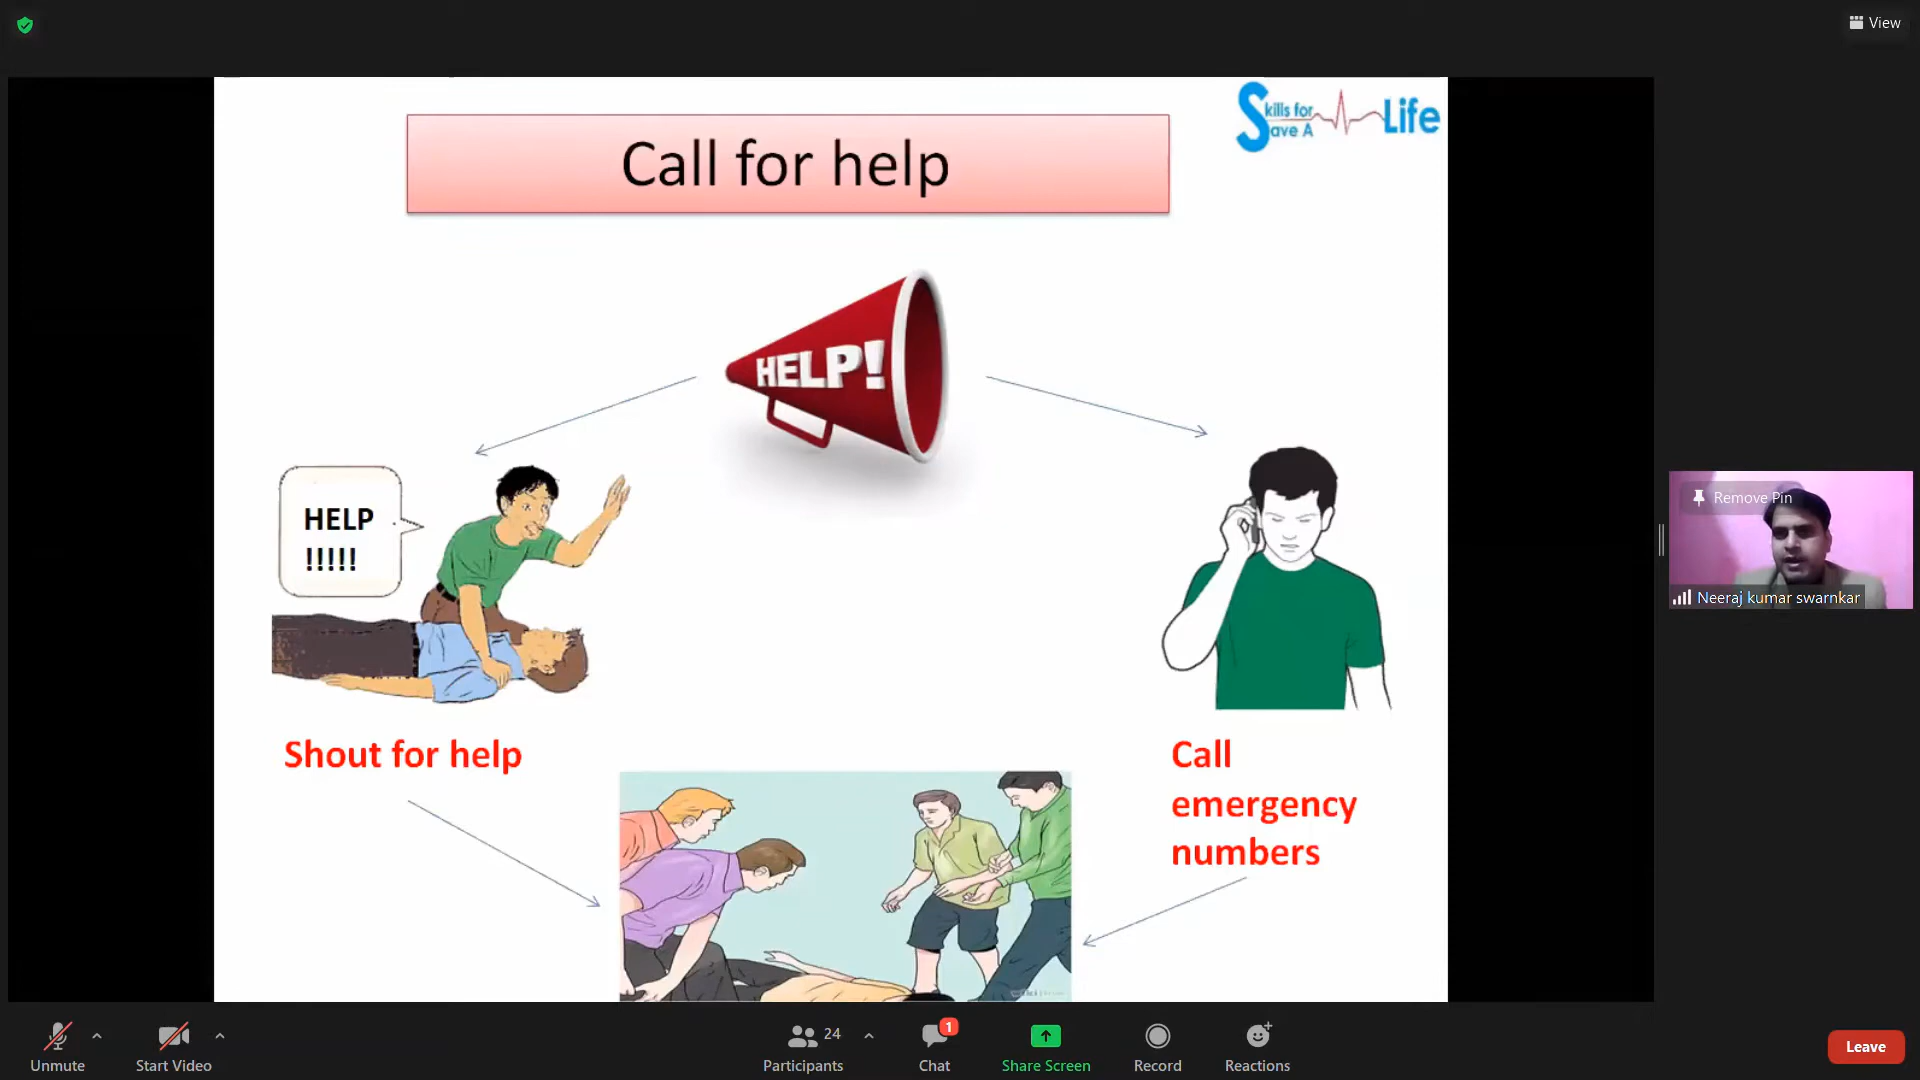 View
Skills for
Save A
Life
Call for help
HELP!
HELP
!!!!!
Remove Pin
Neeraj kumar swarnkar
Shout for help
Call
emergency
numbers
24
1
Unmute
Start Video
Participants
Chat
Share Screen
Record
Reactions
Leave